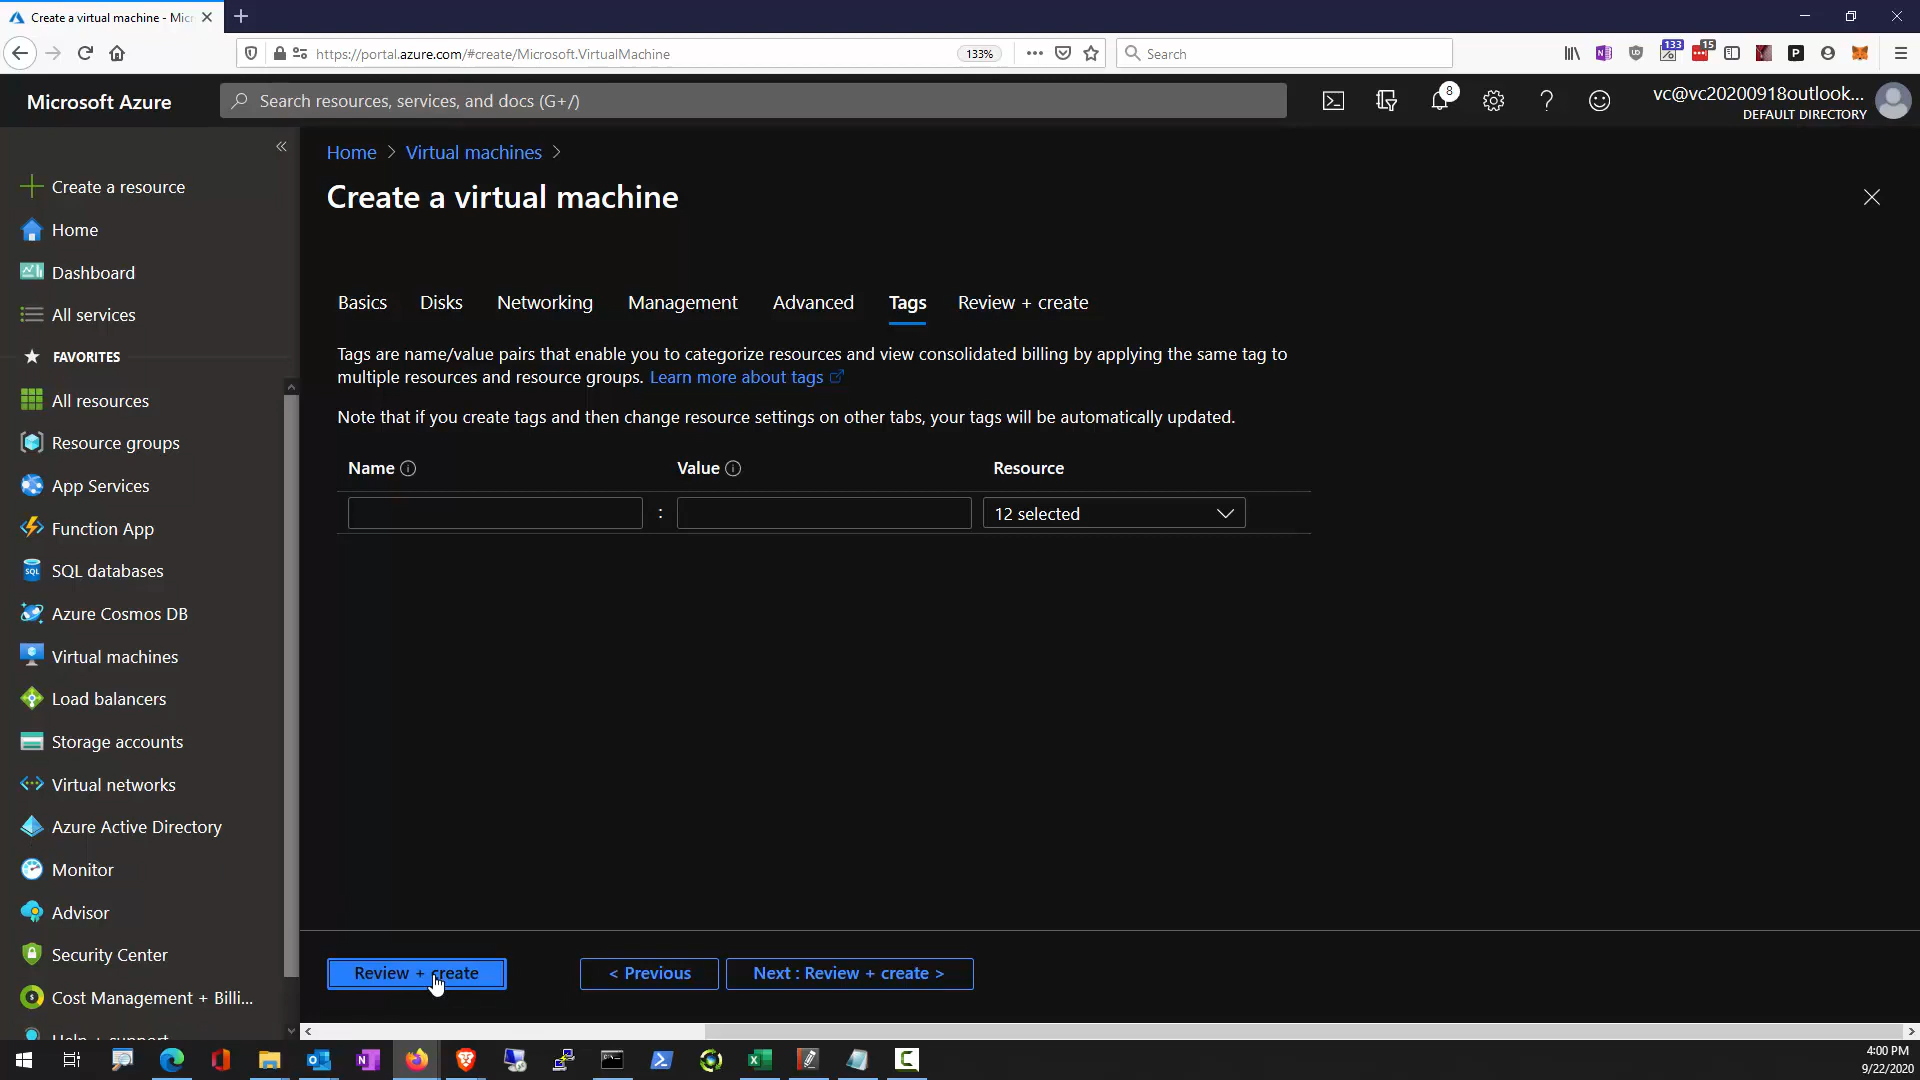 Create a virtual machine - Micr
https://portal.azure.com/#create/Microsoft.VirtualMachine
133%
Search
133
15
Microsoft Azure
Search resources, services, and docs (G+/)
8
vc@vc20200918outlook...
DEFAULT DIRECTORY
Create a resource
Home
Dashboard
All services
FAVORITES
All resources
Resource groups
App Services
Function App
SQL databases
Azure Cosmos DB
Virtual machines
Load balancers
Storage accounts
Virtual networks
Azure Active Directory
Monitor
Advisor
Security Center
Cost Management + Billi...
Help + support
Home > Virtual machines >
Create a virtual machine
Basics Disks Networking Management Advanced Tags Review + create
Tags are name/value pairs that enable you to categorize resources and view consolidated billing by applying the same tag to
multiple resources and resource groups. Learn more about tags
Note that if you create tags and then change resource settings on other tabs, your tags will be automatically updated.
Name Value Resource
: 12 selected
Review + create < Previous Next : Review + create >
4:00 PM
9/22/2020